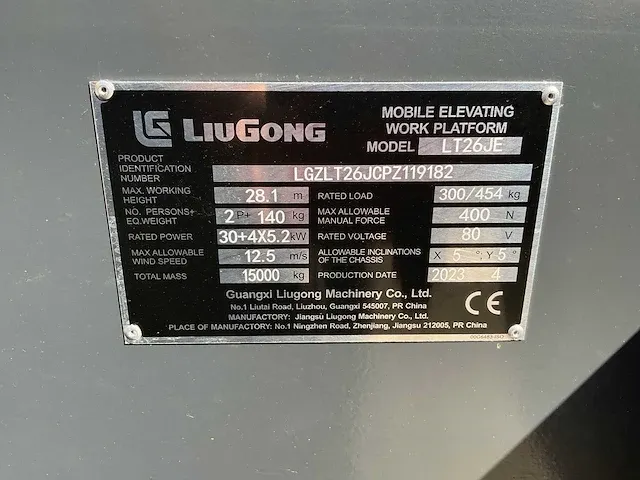 LG LIUGONG
MOBILE ELEVATING
WORK PLATFORM
MODEL LT26JE
PRODUCT
IDENTIFICATION
NUMBER
LGZLT26JCPZ119182
MAX. WORKING
HEIGHT
28.1 m
RATED LOAD 300/454 kg
NO. PERSONS+
EQ.WEIGHT
2 P+ 140 kg
MAX ALLOWABLE
MANUAL FORCE
400 N
RATED POWER 30+4X5.2 kW
RATED VOLTAGE 80 V
MAX ALLOWABLE
WIND SPEED
12.5 m/s
ALLOWABLE INCLINATIONS
OF THE CHASSIS
X 5 °, Y 5 °
TOTAL MASS 15000 kg
PRODUCTION DATE 2023 4
Guangxi Liugong Machinery Co., Ltd.
No.1 Liutai Road, Liuzhou, Guangxi 545007, PR China
MANUFACTORY: Jiangsu Liugong Machinery Co., Ltd.
PLACE OF MANUFACTORY: No.1 Ningzhen Road, Zhenjiang, Jiangsu 212005, PR China
CE